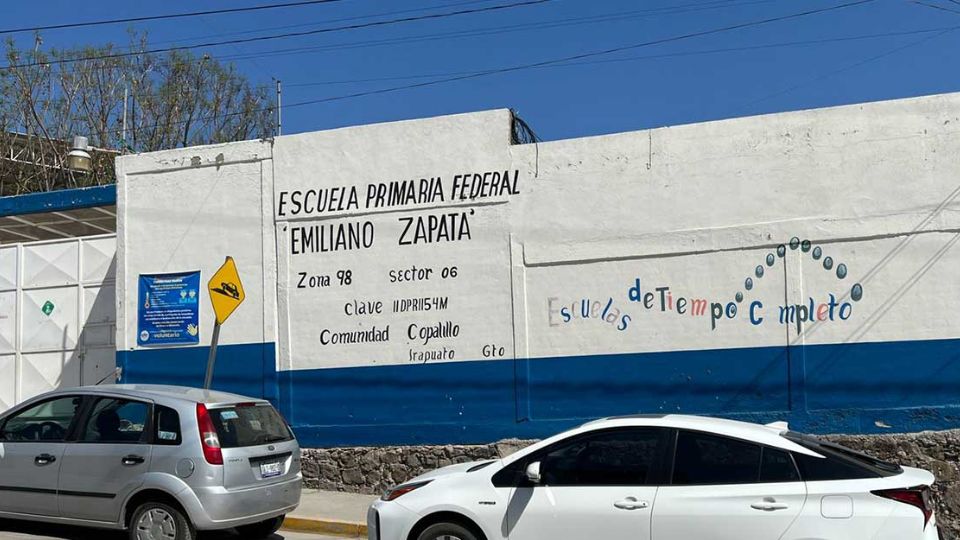 ESCUELA PRIMARIA FEDERAL
'EMILIANO ZAPATA'
Zona 98 Sector 06
Clave 11DPR1154M
Comunidad Copalillo
Irapuato Gto
Escuelas de Tiempo Completo